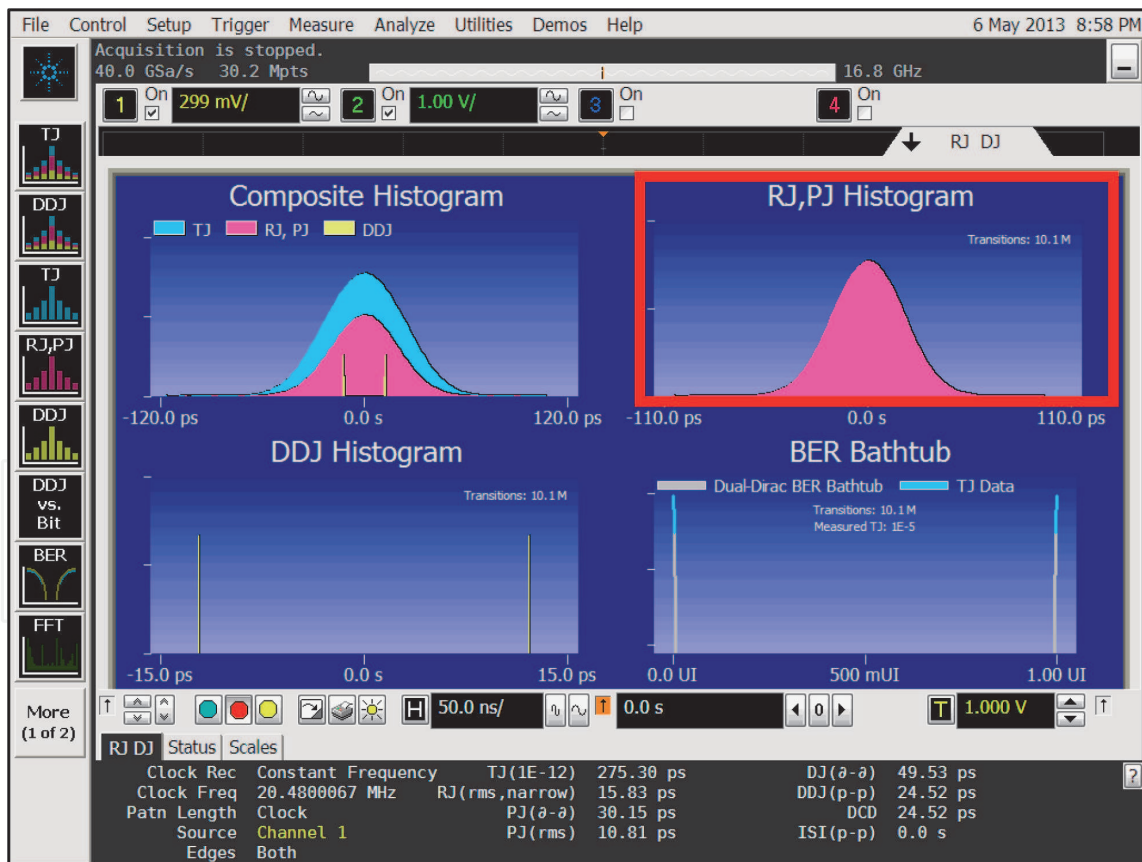 File Control Setup Trigger Measure Analyze Utilities Demos Help 6 May 2013 8:58 PM
Acquisition is stopped.
40.0 GSa/s 30.2 Mpts 16.8 GHz
1 On 299 mV/ 2 On 1.00 V/ 3 On 4 On
RJ DJ
TJ
DDJ
TJ
RJ,PJ
DDJ
DDJ
vs.
Bit
BER
FFT
More
(1 of 2)
Composite Histogram
TJ RJ, PJ DDJ
-120.0 ps 0.0 s 120.0 ps
RJ,PJ Histogram
Transitions: 10.1 M
-110.0 ps 0.0 s 110.0 ps
DDJ Histogram
Transitions: 10.1 M
-15.0 ps 0.0 s 15.0 ps
BER Bathtub
Dual-Dirac BER Bathtub TJ Data
Transitions: 10.1 M
Measured TJ: 1E-5
0.0 UI 500 mUI 1.00 UI
H 50.0 ns/ 0.0 s 0 T 1.000 V
RJ DJ Status Scales
Clock Rec Constant Frequency TJ(1E-12) 275.30 ps DJ(∂-∂) 49.53 ps ?
Clock Freq 20.4800067 MHz RJ(rms,narrow) 15.83 ps DDJ(p-p) 24.52 ps
Patn Length Clock PJ(∂-∂) 30.15 ps DCD 24.52 ps
Source Channel 1 PJ(rms) 10.81 ps ISI(p-p) 0.0 s
Edges Both